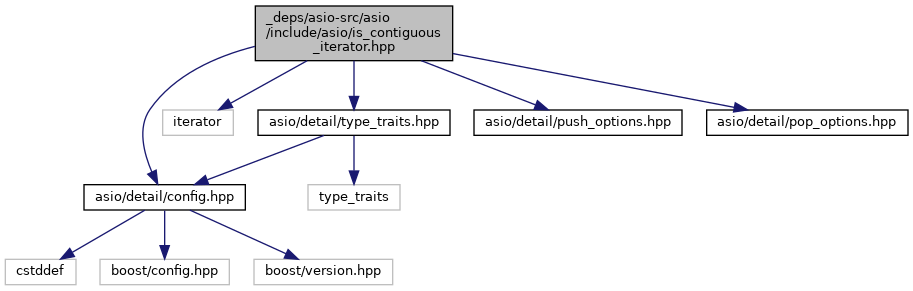 _deps/asio-src/asio
/include/asio/is_contiguous
_iterator.hpp
iterator
asio/detail/type_traits.hpp
asio/detail/push_options.hpp
asio/detail/pop_options.hpp
asio/detail/config.hpp
type_traits
cstddef
boost/config.hpp
boost/version.hpp